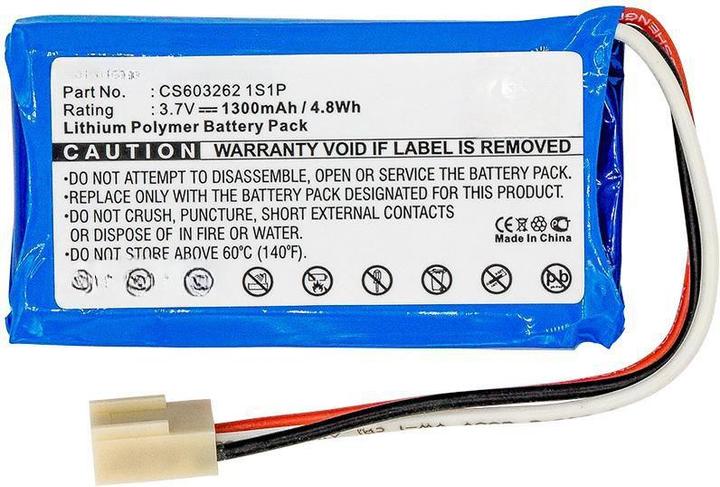 Part No. : CS603262 1S1P
Rating : 3.7V 1300mAh / 4.8Wh
Lithium Polymer Battery Pack
CAUTION WARRANTY VOID IF LABEL IS REMOVED
•DO NOT ATTEMPT TO DISASSEMBLE, OPEN OR SERVICE THE BATTERY PACK.
•REPLACE ONLY WITH THE BATTERY PACK DESIGNATED FOR THIS PRODUCT.
•DO NOT CRUSH, PUNCTURE, SHORT EXTERNAL CONTACTS
OR DISPOSE OF IN FIRE OR WATER.
•DO NOT STORE ABOVE 60°C (140°F).
CE
Made In China
pb